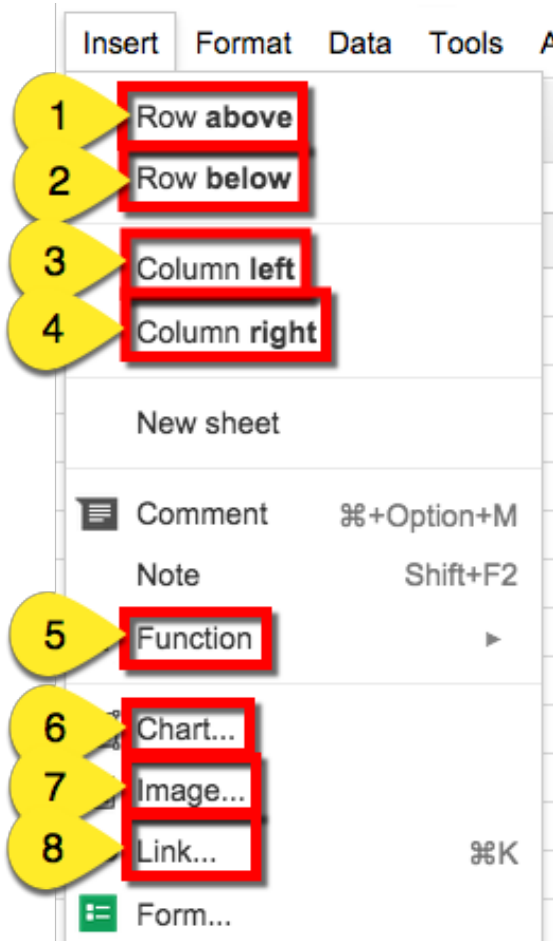 Insert Format Data Tools A
1 Row above
2 Row below
3 Column left
4 Column right
New sheet
Comment ⌘+Option+M
Note Shift+F2
5 Function ►
6 Chart...
7 Image...
8 Link... ⌘K
Form...